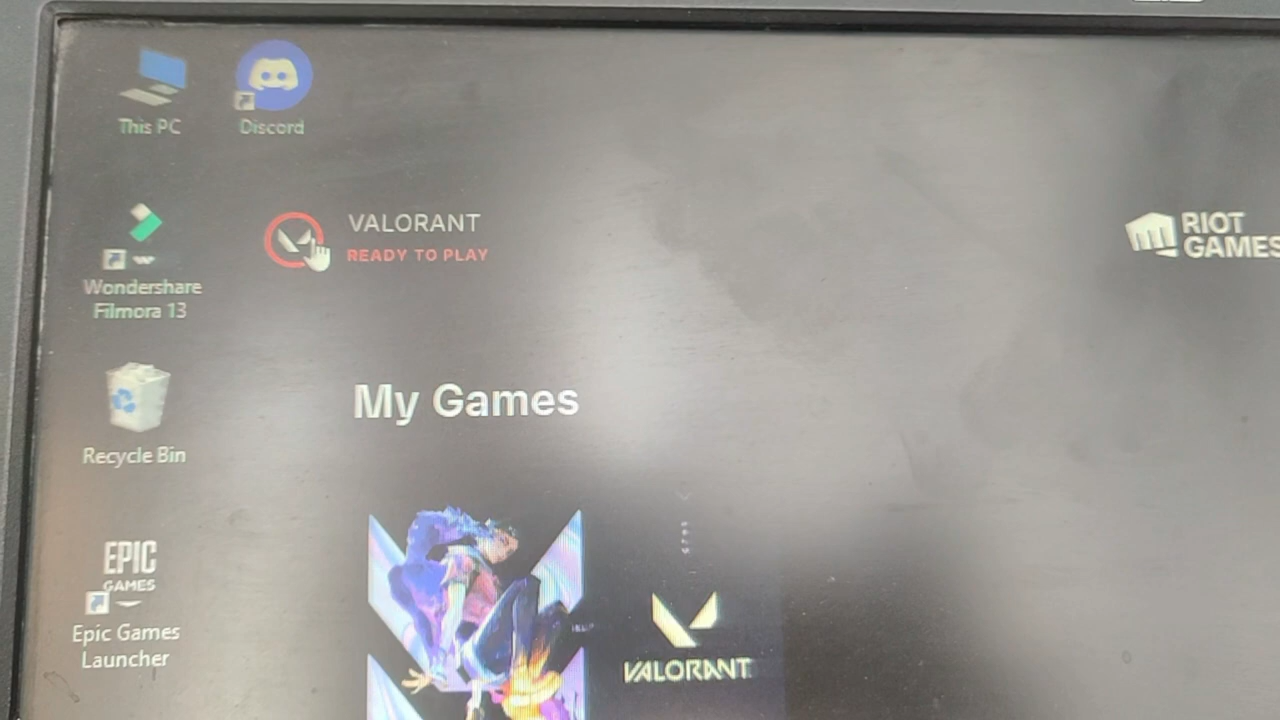 This PC
Discord
VALORANT
READY TO PLAY
RIOT
GAMES
Wondershare
Filmora 13
My Games
Recycle Bin
EPIC
GAMES
Epic Games
Launcher
VALORANT